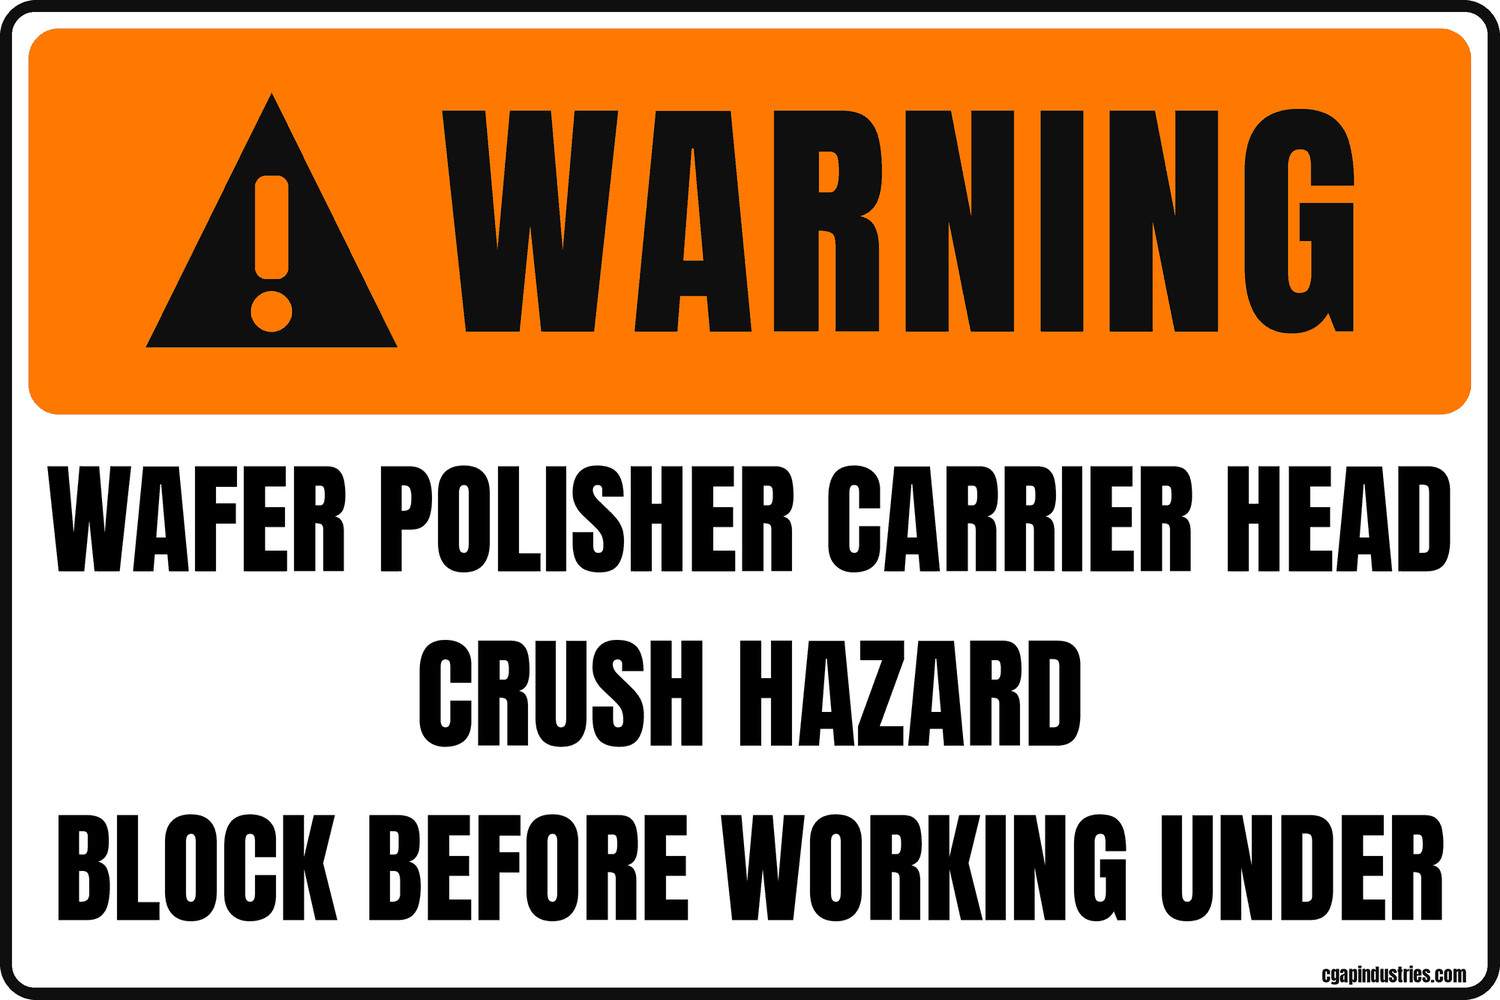 WARNING
WAFER POLISHER CARRIER HEAD
CRUSH HAZARD
BLOCK BEFORE WORKING UNDER
cgapindustries.com